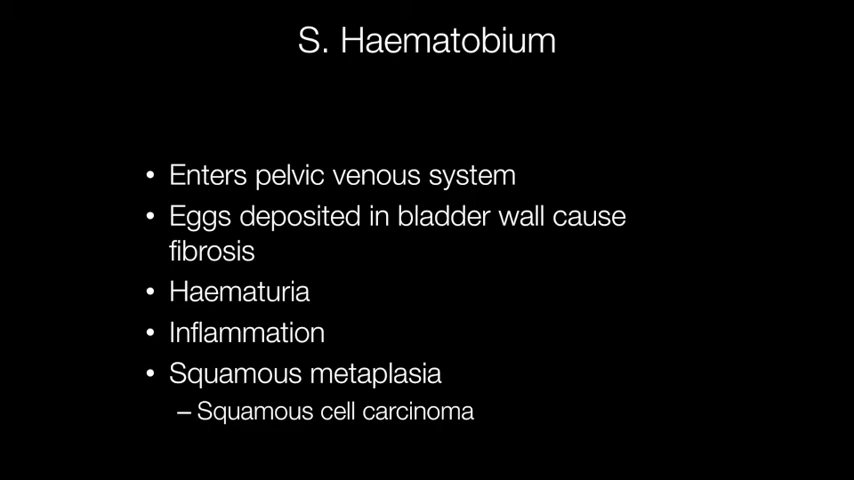 S. Haematobium
• Enters pelvic venous system
• Eggs deposited in bladder wall cause
fibrosis
• Haematuria
• Inflammation
• Squamous metaplasia
– Squamous cell carcinoma